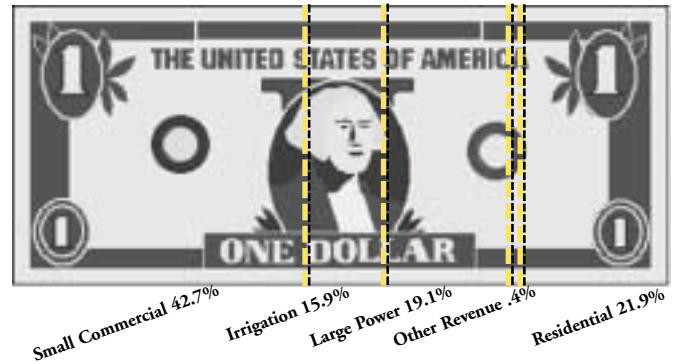 1 1
THE UNITED STATES OF AMERICA
1 1
ONE DOLLAR
Small Commercial 42.7%
Irrigation 15.9%
Large Power 19.1%
Other Revenue .4%
Residential 21.9%